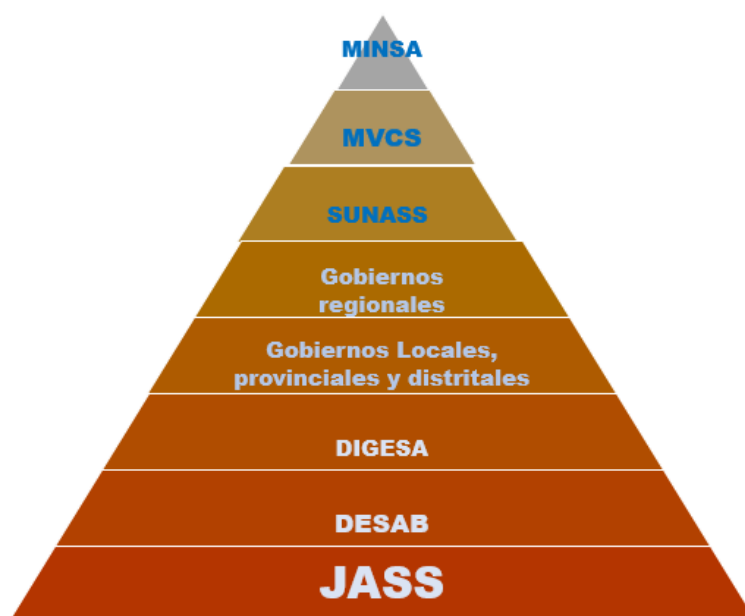 MINSA
MVCS
SUNASS
Gobiernos
regionales
Gobiernos Locales,
provinciales y distritales
DIGESA
DESAB
JASS